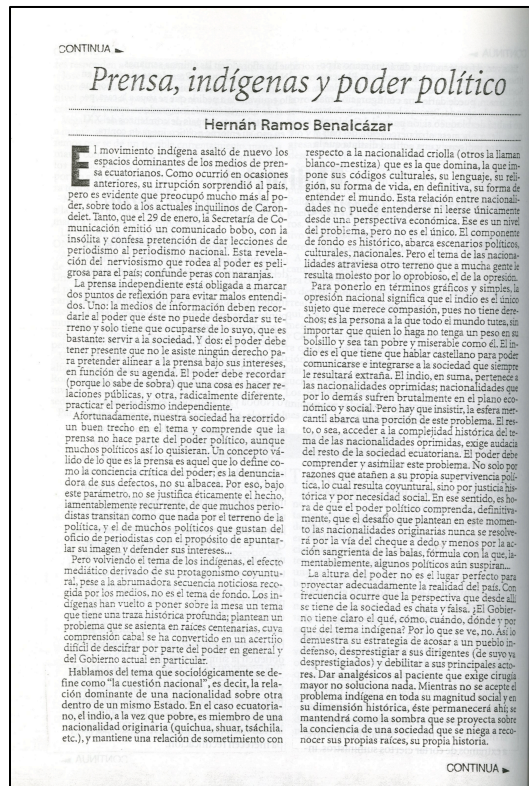 CONTINUA
Prensa, indígenas y poder político
Hernán Ramos Benalcázar
El movimiento indígena asaltó de nuevo los
espacios dominantes de los medios de pren-
sa ecuatorianos. Como ocurrió en ocasiones
anteriores, su irrupción sorprendió al país,
pero es evidente que preocupó mucho más al po-
der, sobre todo a los actuales inquilinos de Caron-
delet. Tanto, que el 29 de enero, la Secretaría de Co-
municación emitió un comunicado bobo, con la
insólita y confesa pretención de dar lecciones de
periodismo al periodismo nacional. Esta revela-
ción del nerviosismo que rodea al poder es peli-
grosa para el país; confunde peras con naranjas.
La prensa independiente está obligada a marcar
dos puntos de reflexión para evitar malos entendi-
dos. Uno: la medios de información deben recor-
darle al poder que éste no puede desbordar su te-
rreno y solo tiene que ocuparse de lo suyo, que es
bastante: servir a la sociedad. Y dos: el poder debe
tener presente que no le asiste ningún derecho pa-
ra pretender alinear a la prensa bajo sus intereses,
en función de su agenda. El poder debe recordar
(porque lo sabe de sobra) que una cosa es hacer re-
laciones públicas, y otra, radicalmente diferente,
practicar el periodismo independiente.
Afortunadamente, nuestra sociedad ha recorrido
un buen trecho en el tema y comprende que la
prensa no hace parte del poder político, aunque
muchos políticos así lo quisieran. Un concepto vá-
lido de lo que es la prensa es aquel que lo define co-
mo la conciencia crítica del poder; es la denuncia-
dora de sus defectos, no su albacea. Por eso, bajo
este parámetro, no se justifica éticamente el hecho,
lamentablemente recurrente, de que muchos perio-
distas transitan como que nada por el terreno de la
política, y el de muchos políticos que gustan del
oficio de periodistas con el propósito de apuntar-
lar su imagen y defender sus intereses...
Pero volviendo el tema de los indígenas, el efecto
mediático derivado de su protagonismo coyuntu-
ral, pese a la abrumadora secuencia noticiosa reco-
gida por los medios, no es el tema de fondo. Los in-
dígenas han vuelto a poner sobre la mesa un tema
que tiene una traza histórica profunda; plantean un
problema que se asienta en raíces centenarias, cuya
comprensión cabal se ha convertido en un acertijo
difícil de descifrar por parte del poder en general y
del Gobierno actual en particular.
Hablamos del tema que sociológicamente se de-
fine como "la cuestión nacional", es decir, la rela-
ción dominante de una nacionalidad sobre otra
dentro de un mismo Estado. En el caso ecuatoria-
no, el indio, a la vez que pobre, es miembro de una
nacionalidad originaria (quichua, shuar, tsáchila,
etc.), y mantiene una relación de sometimiento con
respecto a la nacionalidad criolla (otros la llaman
blanco-mestiza) que es la que domina, la que im-
pone sus códigos culturales, su lenguaje, su reli-
gión, su forma de vida, en definitiva, su forma de
entender el mundo. Esta relación entre nacionali-
dades no puede entenderse ni leerse únicamente
desde una perspectiva económica. Ese es un nivel
del problema, pero no es el único. El componente
de fondo es histórico, abarca escenarios políticos,
culturales, nacionales. Pero el tema de las naciona-
lidades atraviesa otro terreno que a mucha gente le
resulta molesto por lo oprobioso, el de la opresión.
Para ponerlo en términos gráficos y simples, la
opresión nacional significa que el indio es el único
sujeto que merece compasión, pues no tiene dere-
chos; es la persona a la que todo el mundo tutea, sin
importar que quien lo haga no tenga un peso en su
bolsillo y sea tan pobre y miserable como él. El in-
dio es el que tiene que hablar castellano para poder
comunicarse e integrarse a la sociedad que siempre
le resultará extraña. El indio, en suma, pertenece a
las nacionalidades oprimidas; nacionalidades que
por lo demás sufren brutalmente en el plano eco-
nómico y social. Pero hay que insistir, la esfera mer-
cantil abarca una porción de este problema. El res-
to, o sea, acceder a la complejidad histórica del te-
ma de las nacionalidades oprimidas, exige audacia
del resto de la sociedad ecuatoriana. El poder debe
comprender y asimilar este problema. No solo por
razones que atañen a su propia supervivencia polí-
tica, lo cual resulta coyuntural, sino por justicia his-
tórica y por necesidad social. En ese sentido, es ho-
ra de que el poder político comprenda, definitiva-
mente, que el desafío que plantean en este momen-
to las nacionalidades originarias nunca se resolve-
rá por la vía del cheque a dedo y menos por la ac-
ción sangrienta de las balas, fórmula con la que, la-
mentablemente, algunos políticos aún suspiran...
La altura del poder no es el lugar perfecto para
proyectar adecuadamente la realidad del país. Con
frecuencia ocurre que la perspectiva que desde allí
se tiene de la sociedad es chata y falsa. ¿El Gobier-
no tiene claro el qué, cómo, cuándo, dónde y por
qué del tema indígena? Por lo que se ve, no. Así lo
demuestra su estrategia de acosar a un pueblo in-
defenso, desprestigiar a sus dirigentes (de suyo ya
desprestigiados) y debilitar a sus principales acto-
res. Dar analgésicos al paciente que exige cirugía
mayor no soluciona nada. Mientras no se acepte el
problema indígena en toda su magnitud social y en
su dimensión histórica, éste permanecerá ahí; se
mantendrá como la sombra que se proyecta sobre
la conciencia de una sociedad que se niega a reco-
nocer sus propias raíces, su propia historia.
CONTINUA